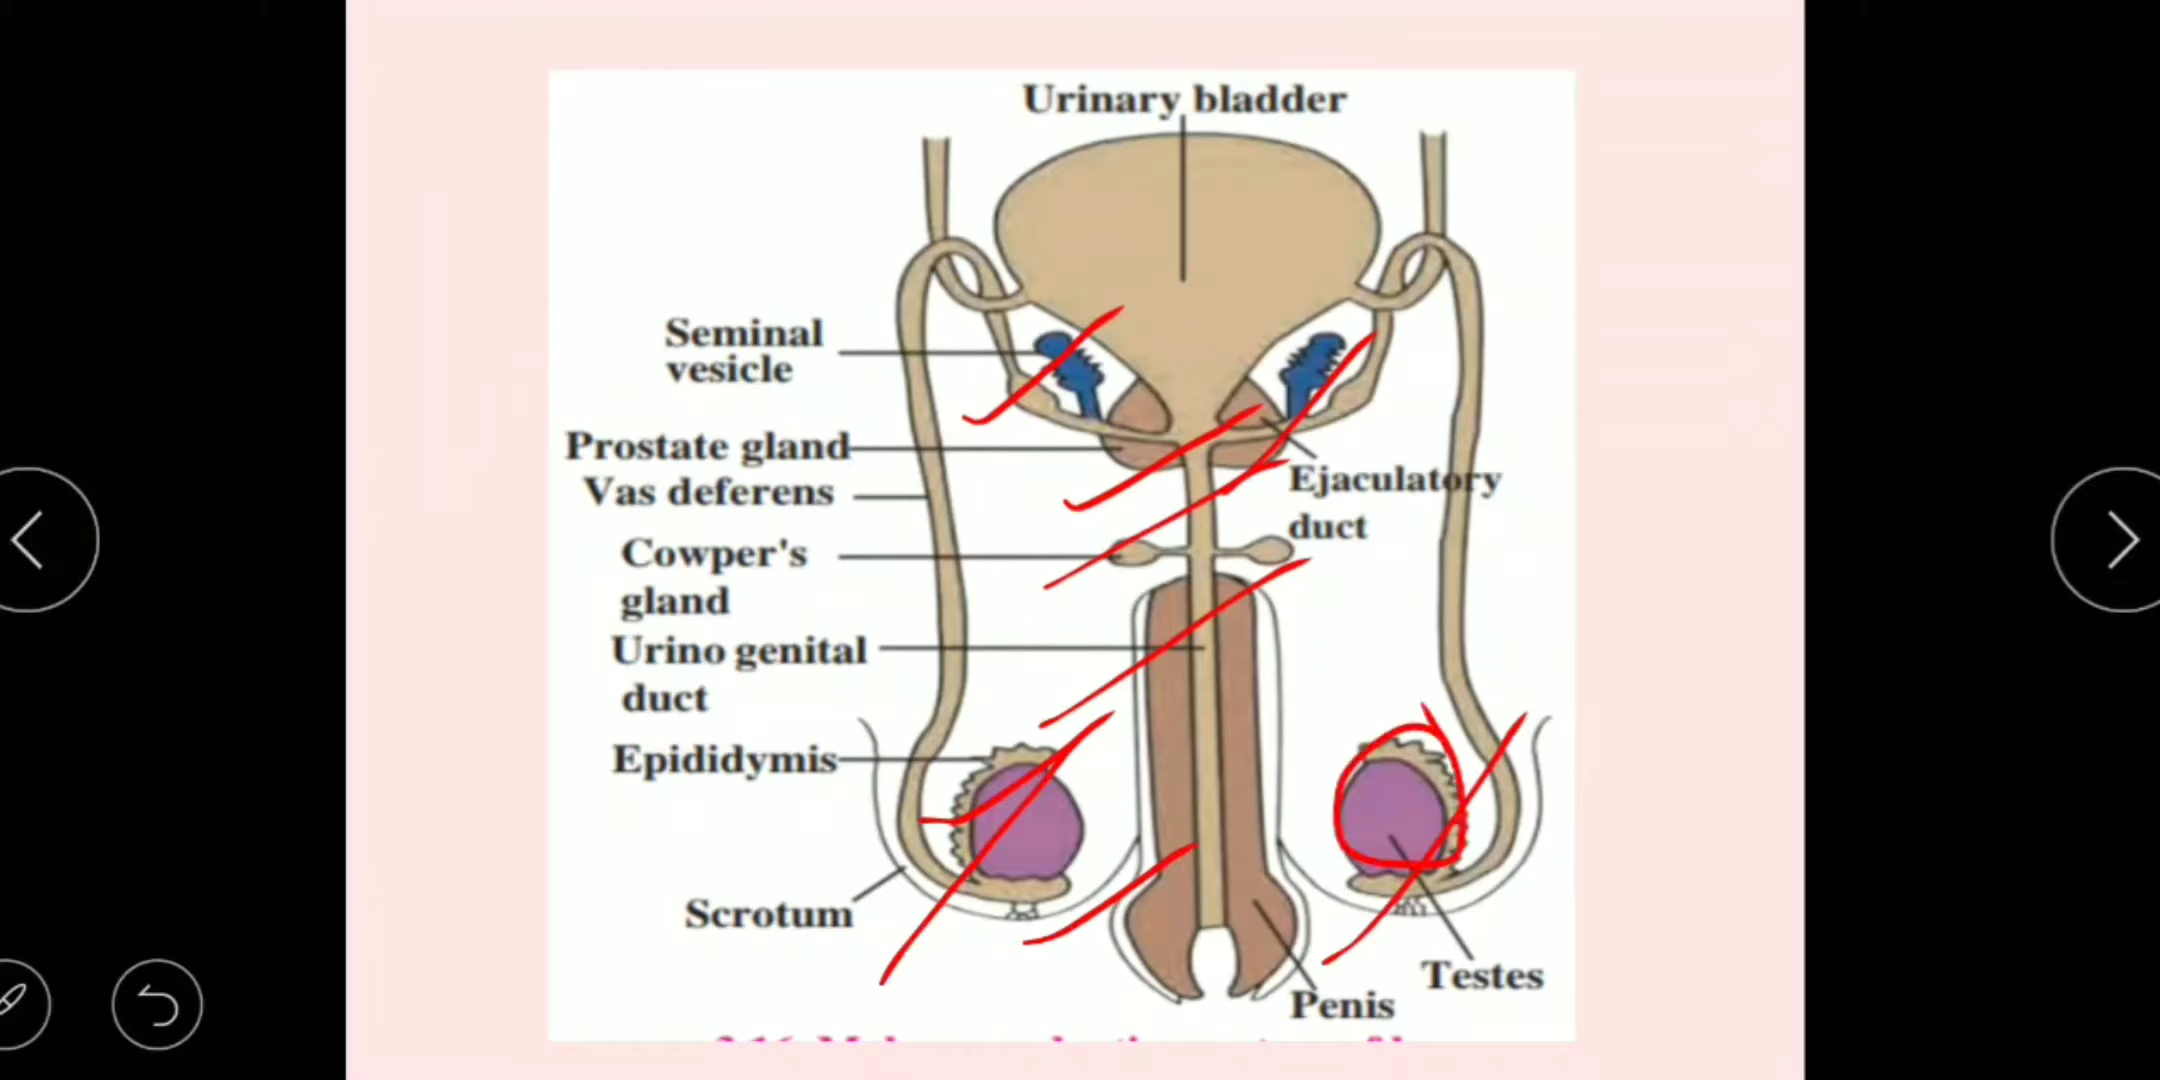 Urinary bladder
Seminal
vesicle
Prostate gland
Vas deferens
Ejaculatory
duct
Cowper's
gland
Urino genital
duct
Epididymis
Scrotum
Testes
Penis